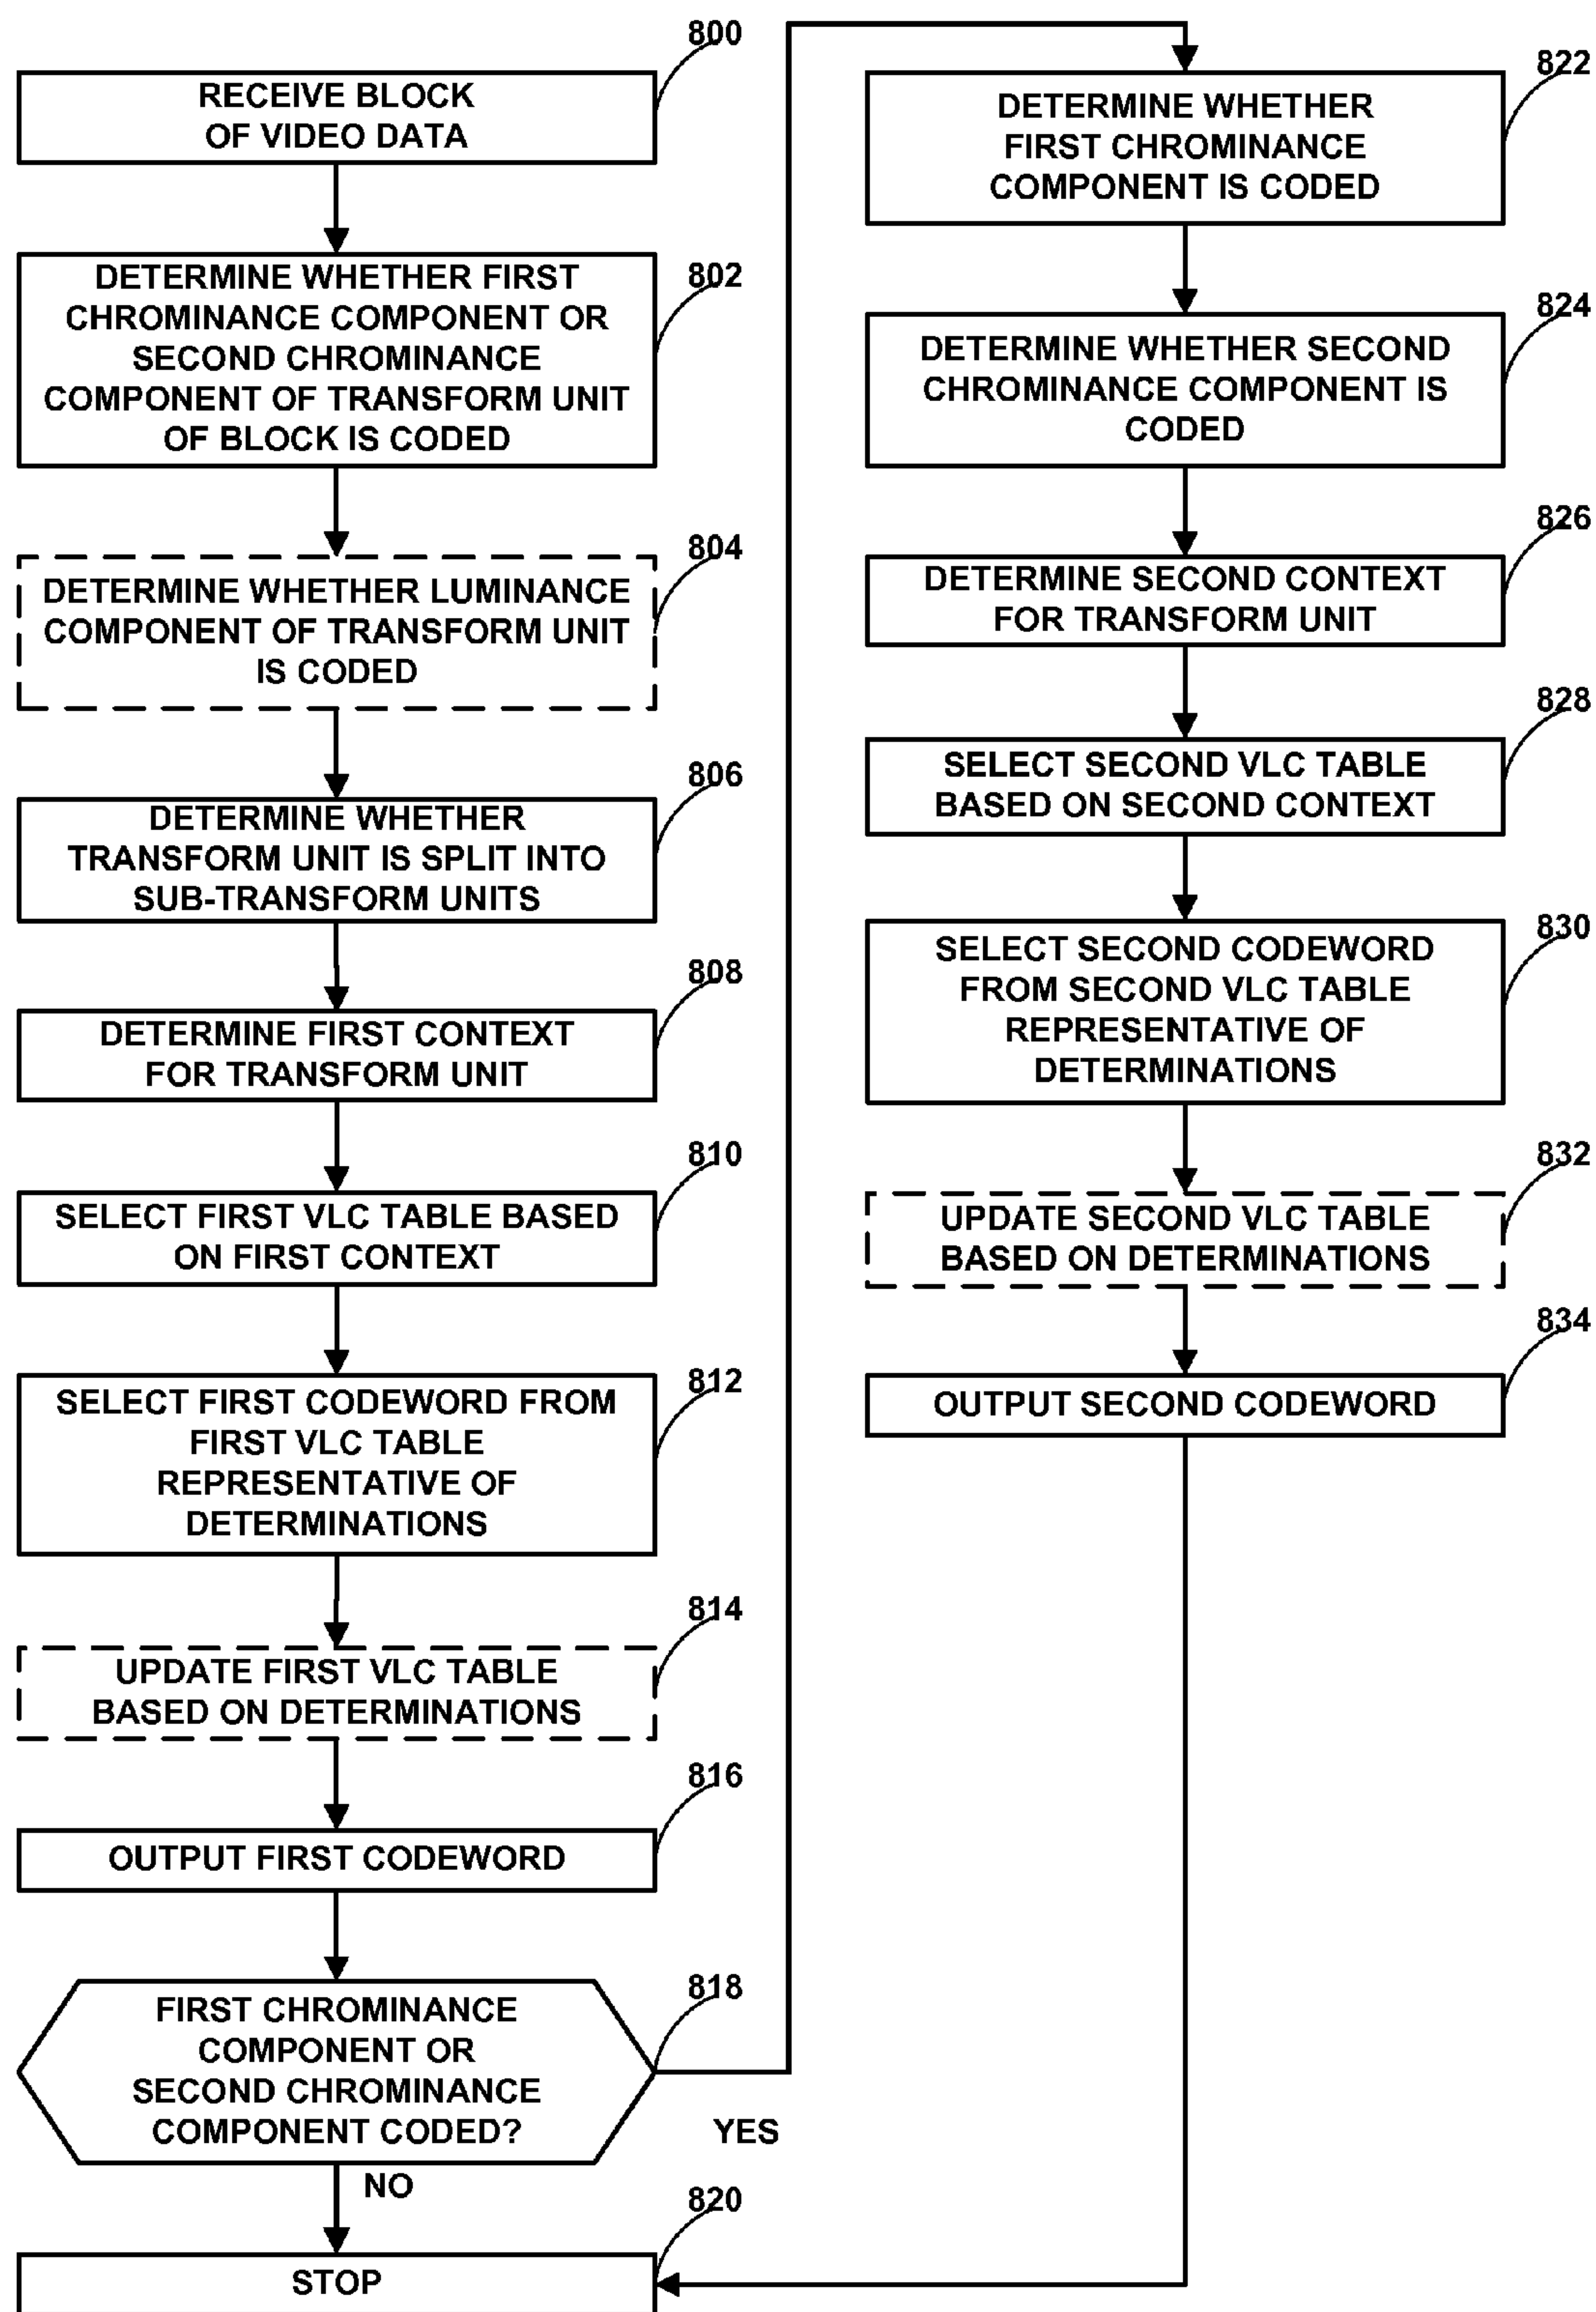 800
RECEIVE BLOCK
OF VIDEO DATA
802
DETERMINE WHETHER FIRST
CHROMINANCE COMPONENT OR
SECOND CHROMINANCE
COMPONENT OF TRANSFORM UNIT
OF BLOCK IS CODED
804
DETERMINE WHETHER LUMINANCE
COMPONENT OF TRANSFORM UNIT
IS CODED
806
DETERMINE WHETHER
TRANSFORM UNIT IS SPLIT INTO
SUB-TRANSFORM UNITS
808
DETERMINE FIRST CONTEXT
FOR TRANSFORM UNIT
810
SELECT FIRST VLC TABLE BASED
ON FIRST CONTEXT
812
SELECT FIRST CODEWORD FROM
FIRST VLC TABLE
REPRESENTATIVE OF
DETERMINATIONS
814
UPDATE FIRST VLC TABLE
BASED ON DETERMINATIONS
816
OUTPUT FIRST CODEWORD
818
FIRST CHROMINANCE
COMPONENT OR
SECOND CHROMINANCE
COMPONENT CODED?
YES
NO
820
STOP
822
DETERMINE WHETHER
FIRST CHROMINANCE
COMPONENT IS CODED
824
DETERMINE WHETHER SECOND
CHROMINANCE COMPONENT IS
CODED
826
DETERMINE SECOND CONTEXT
FOR TRANSFORM UNIT
828
SELECT SECOND VLC TABLE
BASED ON SECOND CONTEXT
830
SELECT SECOND CODEWORD
FROM SECOND VLC TABLE
REPRESENTATIVE OF
DETERMINATIONS
832
UPDATE SECOND VLC TABLE
BASED ON DETERMINATIONS
834
OUTPUT SECOND CODEWORD